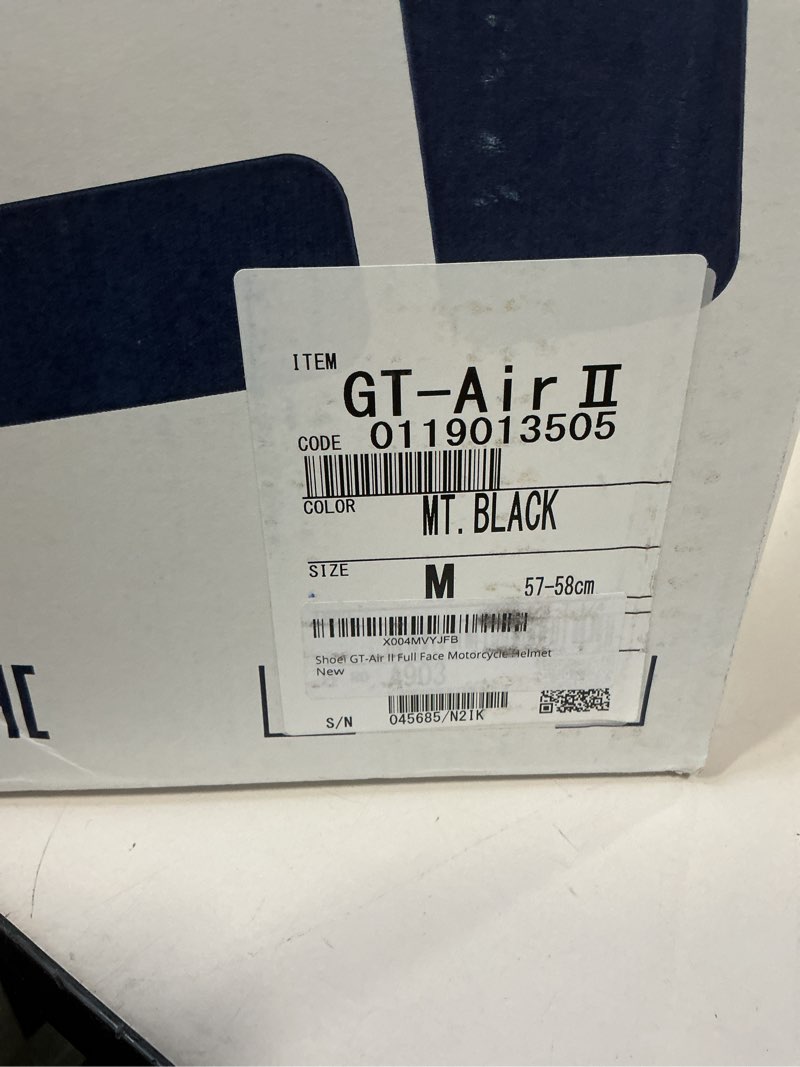 ITEM
GT-Air II
CODE 0119013505
COLOR MT. BLACK
SIZE M 57-58cm
X004MVYJFB
Shoei GT-Air II Full Face Motorcycle Helmet
New
A9D3
S/N 045685/N2IK